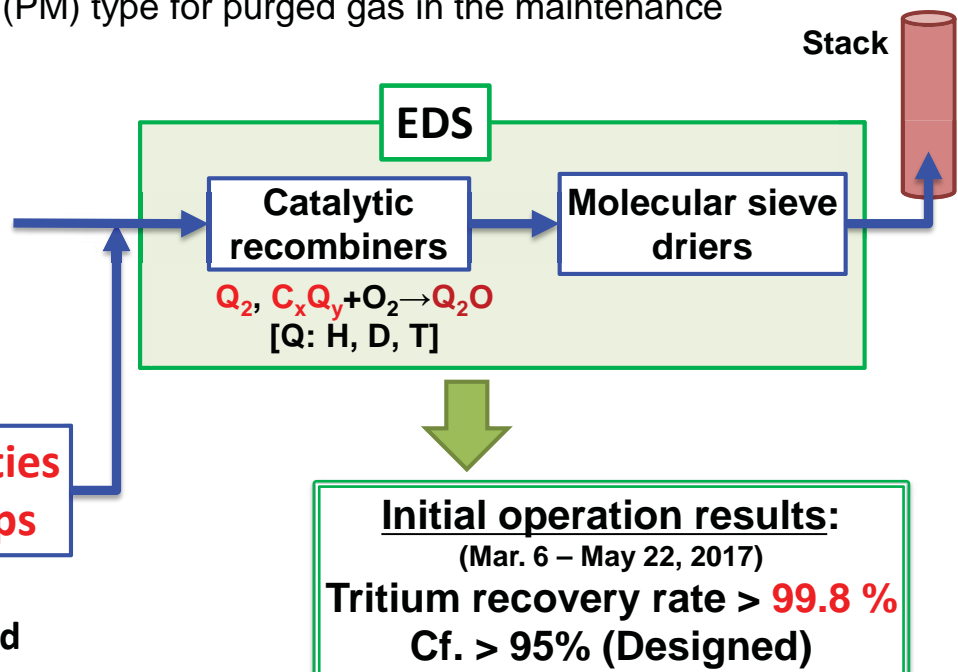 (PM) type for purged gas in the maintenance
Stack
EDS
Catalytic
recombiners
Molecular sieve
driers
Q₂, CₓQᵧ+O₂→Q₂O
[Q: H, D, T]
ties
ps
Initial operation results:
(Mar. 6 – May 22, 2017)
Tritium recovery rate > 99.8 %
Cf. > 95% (Designed)
d